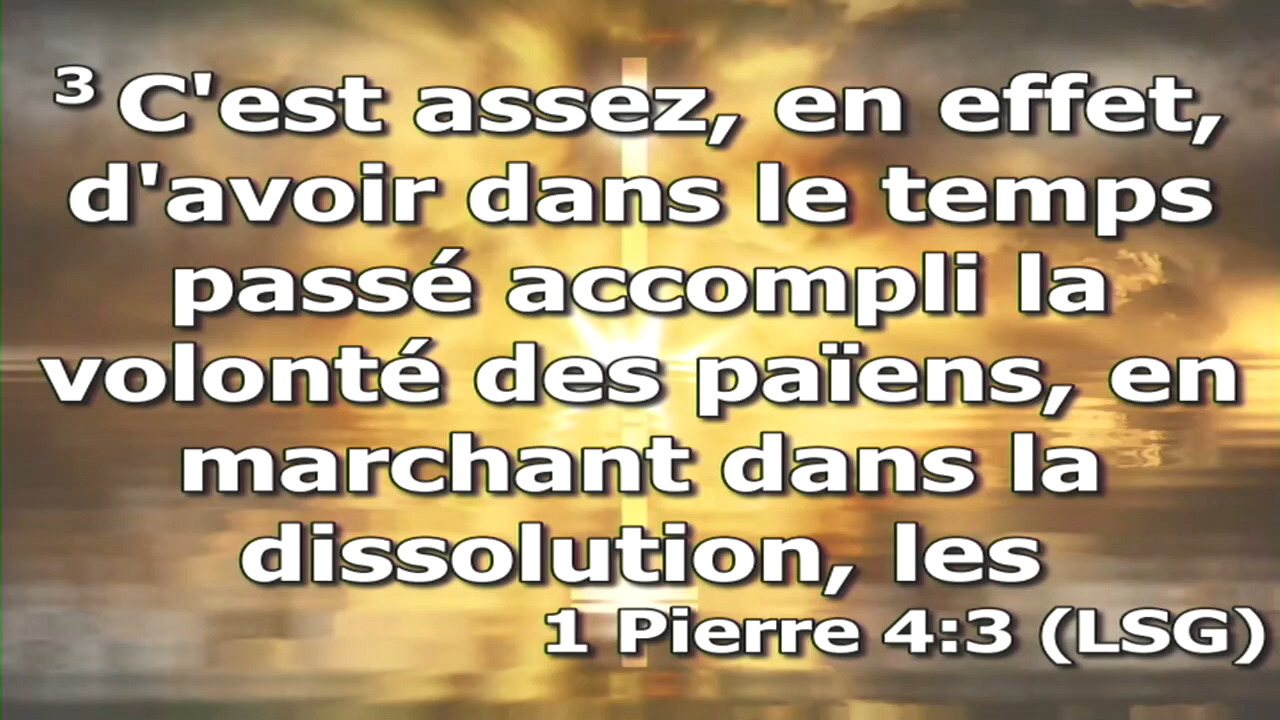 3 C'est assez, en effet,
d'avoir dans le temps
passé accompli la
volonté des païens, en
marchant dans la
dissolution, les
1 Pierre 4:3 (LSG)